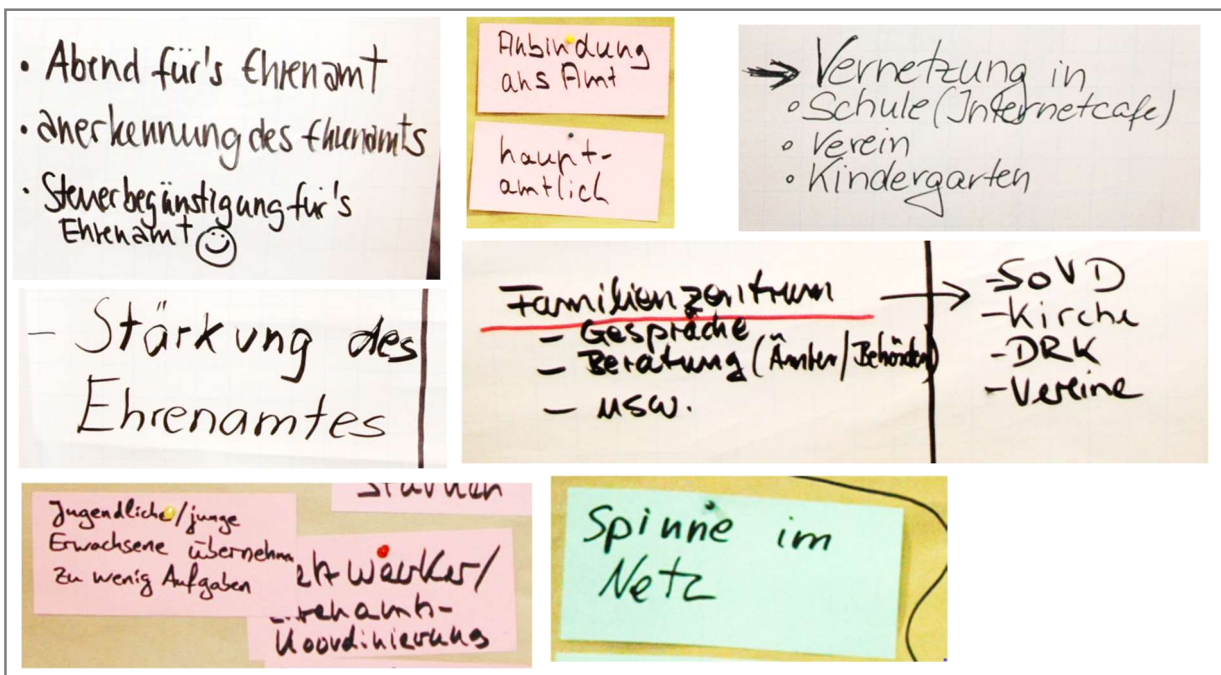 • Abend für's Ehrenamt
• anerkennung des Ehrenamts
• Steuerbegünstigung für's
Ehrenamt
Anbindung
ans Amt
haupt-
amtlich
→ Vernetzung in
• Schule (Internetcafe)
• Verein
• Kindergarten
- Stärkung des
Ehrenamtes
Familienzentrum →
- Gespräche
- Beratung (Ämter/Behörden)
- usw.
- SoVD
- Kirche
- DRK
- Vereine
Jugendliche/junge
Erwachsene übernehmen
zu wenig Aufgaben
Koordinierung
Spinne im
Netz